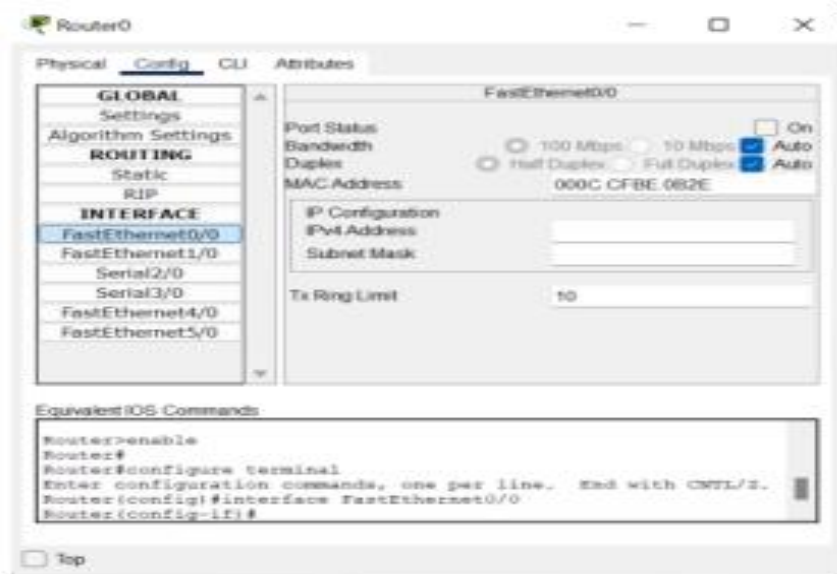 Router0
Physical Config CLI Attributes
GLOBAL
Settings
Algorithm Settings
ROUTING
Static
RIP
INTERFACE
FastEthernet0/0
FastEthernet1/0
Serial2/0
Serial3/0
FastEthernet4/0
FastEthernet5/0
FastEthernet0/0
Port Status On
Bandwidth 100 Mbps 10 Mbps Auto
Duplex Half Duplex Full Duplex Auto
MAC Address 000C.CFBE.0B2E
IP Configuration
IPv4 Address
Subnet Mask
Tx Ring Limit 10
Equivalent IOS Commands
Router>enable
Router#
Router#configure terminal
Enter configuration commands, one per line. End with CNTL/Z.
Router(config)#interface FastEthernet0/0
Router(config-if)#
Top